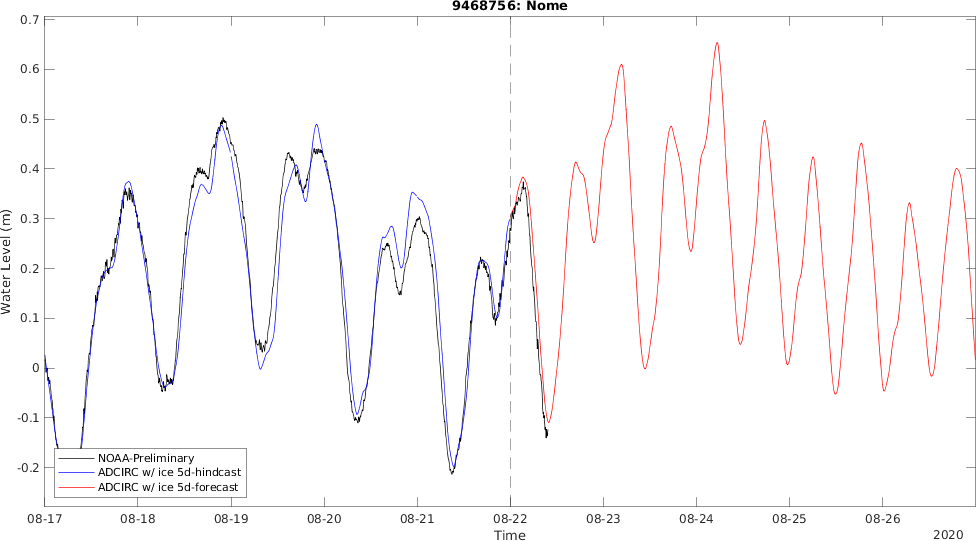 9468756: Nome
0.7
0.6
0.5
0.4
0.3
0.2
0.1
0
-0.1
-0.2
Water Level (m)
NOAA-Preliminary
ADCIRC w/ ice 5d-hindcast
ADCIRC w/ ice 5d-forecast
08-17 08-18 08-19 08-20 08-21 08-22 08-23 08-24 08-25 08-26
Time
2020